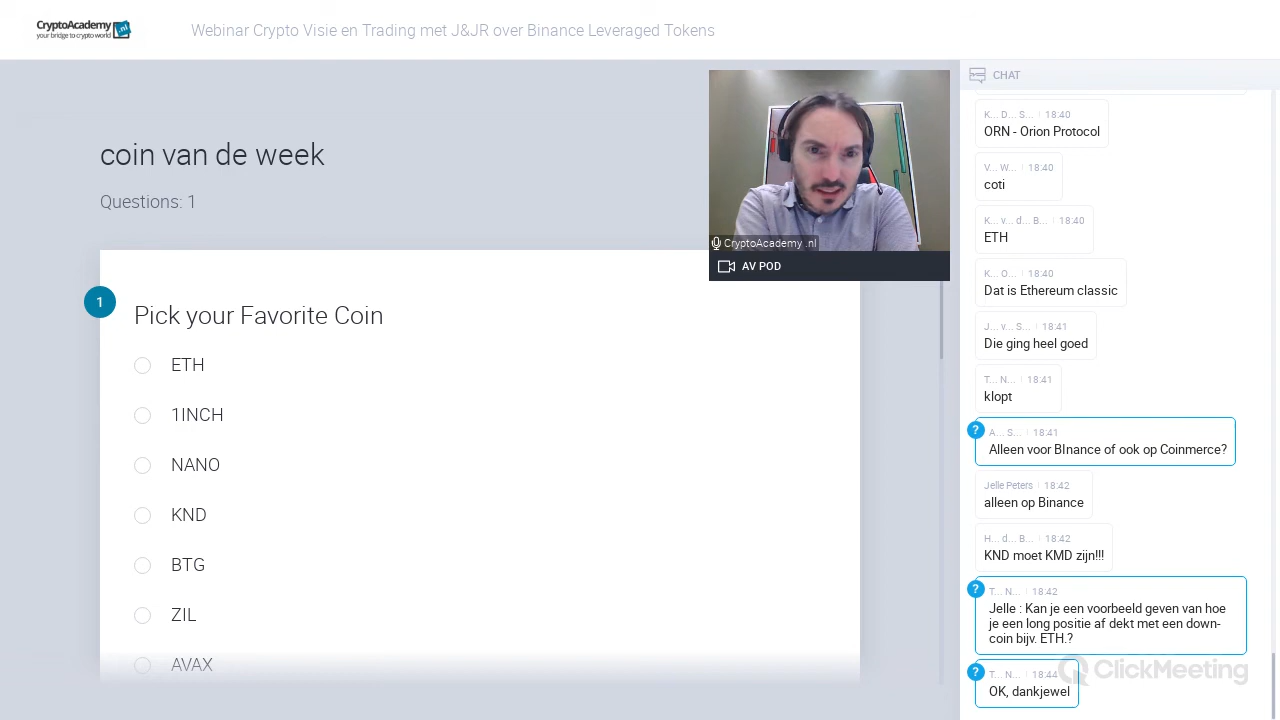 CryptoAcademy .nl
your bridge to crypto world
Webinar Crypto Visie en Trading met J&JR over Binance Leveraged Tokens
coin van de week
Questions: 1
1
Pick your Favorite Coin
ETH
1INCH
NANO
KND
BTG
ZIL
AVAX
CryptoAcademy .nl
AV POD
CHAT
K... D... S... 18:40
ORN - Orion Protocol
V... W... 18:40
coti
K... v... d... B... 18:40
ETH
K... O... 18:40
Dat is Ethereum classic
J... v... S... 18:41
Die ging heel goed
T... N... 18:41
klopt
?
A... S... 18:41
Alleen voor BInance of ook op Coinmerce?
Jelle Peters 18:42
alleen op Binance
H... d... B... 18:42
KND moet KMD zijn!!!
?
T... N... 18:42
Jelle : Kan je een voorbeeld geven van hoe
je een long positie af dekt met een down-
coin bijv. ETH.?
?
T... N... 18:44
OK, dankjewel
ClickMeeting